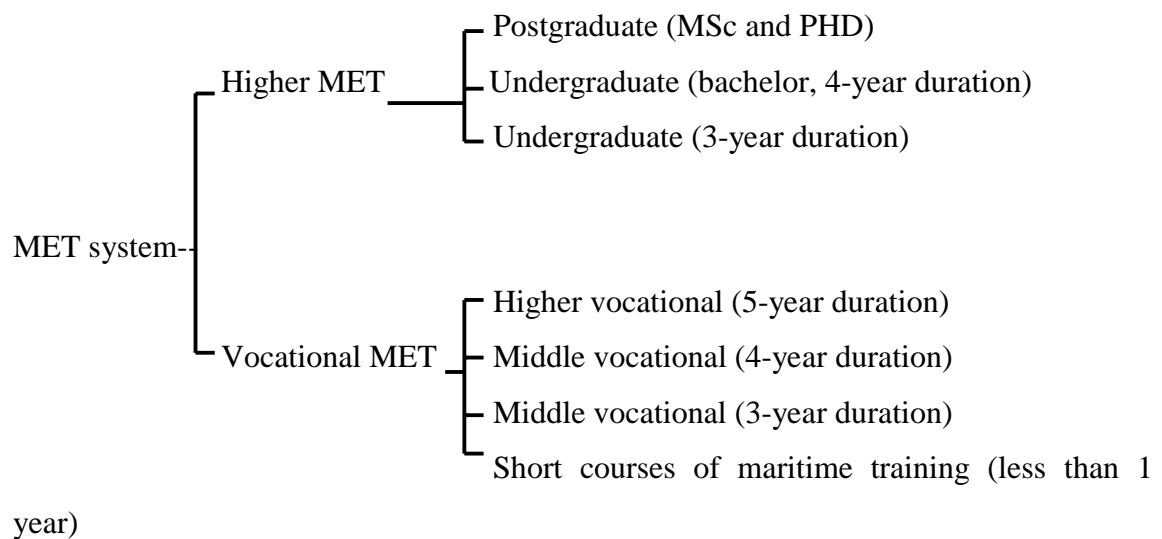 Postgraduate (MSc and PHD)
Higher MET
Undergraduate (bachelor, 4-year duration)
Undergraduate (3-year duration)
MET system--
Higher vocational (5-year duration)
Vocational MET
Middle vocational (4-year duration)
Middle vocational (3-year duration)
Short courses of maritime training (less than 1
year)